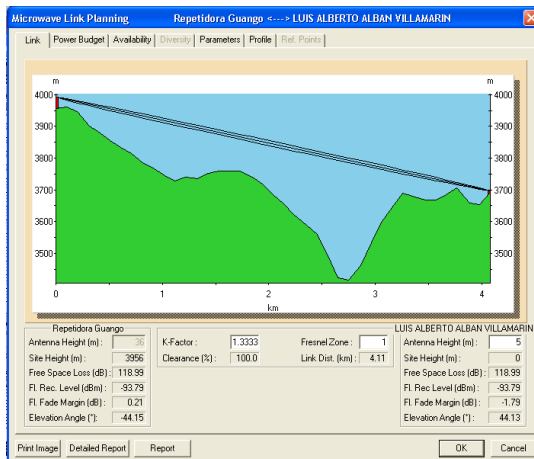 Microwave Link Planning Repetidora Guango <---> LUIS ALBERTO ALBAN VILLAMARIN
Link Power Budget Availability Diversity Parameters Profile Ref. Points
m m
4000 4000
3900 3900
3800 3800
3700 3700
3600 3600
3500 3500
0 1 2 3 4
km
Repetidora Guango LUIS ALBERTO ALBAN VILLAMARIN
Antenna Height (m) : 36 K-Factor : 1.3333 Fresnel Zone : 1 Antenna Height (m) : 5
Site Height (m) : 3956 Clearance (%) : 100.0 Link Dist. (km) : 4.11 Site Height (m) : 0
Free Space Loss (dB) : 118.99 Free Space Loss (dB) : 118.99
Fl. Rec. Level (dBm) : -93.79 Fl. Rec. Level (dBm) : -93.79
Fl. Fade Margin (dB) : 0.21 Fl. Fade Margin (dB) : -1.79
Elevation Angle (°): -44.15 Elevation Angle (°): 44.13
Print Image Detailed Report Report OK Cancel